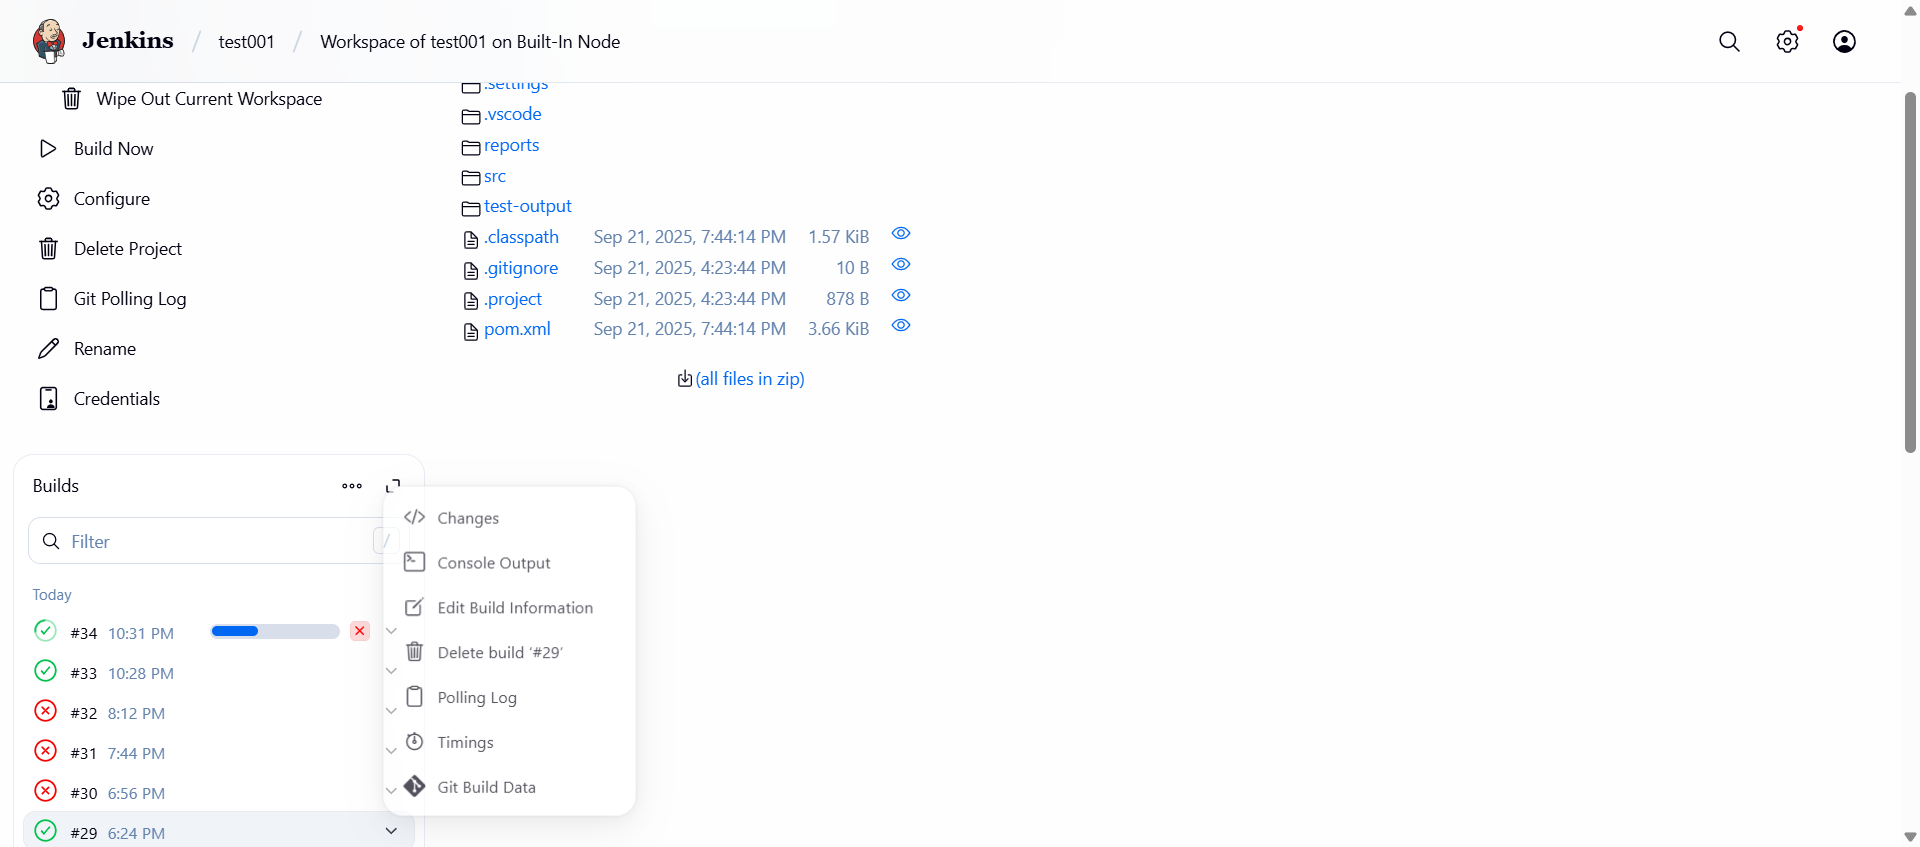 Jenkins / test001 / Workspace of test001 on Built-In Node
Wipe Out Current Workspace
Build Now
Configure
Delete Project
Git Polling Log
Rename
Credentials
.settings
.vscode
reports
src
test-output
.classpath Sep 21, 2025, 7:44:14 PM 1.57 KiB
.gitignore Sep 21, 2025, 4:23:44 PM 10 B
.project Sep 21, 2025, 4:23:44 PM 878 B
pom.xml Sep 21, 2025, 7:44:14 PM 3.66 KiB
(all files in zip)
Builds
Filter /
Today
#34 10:31 PM
#33 10:28 PM
#32 8:12 PM
#31 7:44 PM
#30 6:56 PM
#29 6:24 PM
Changes
Console Output
Edit Build Information
Delete build ‘#29’
Polling Log
Timings
Git Build Data